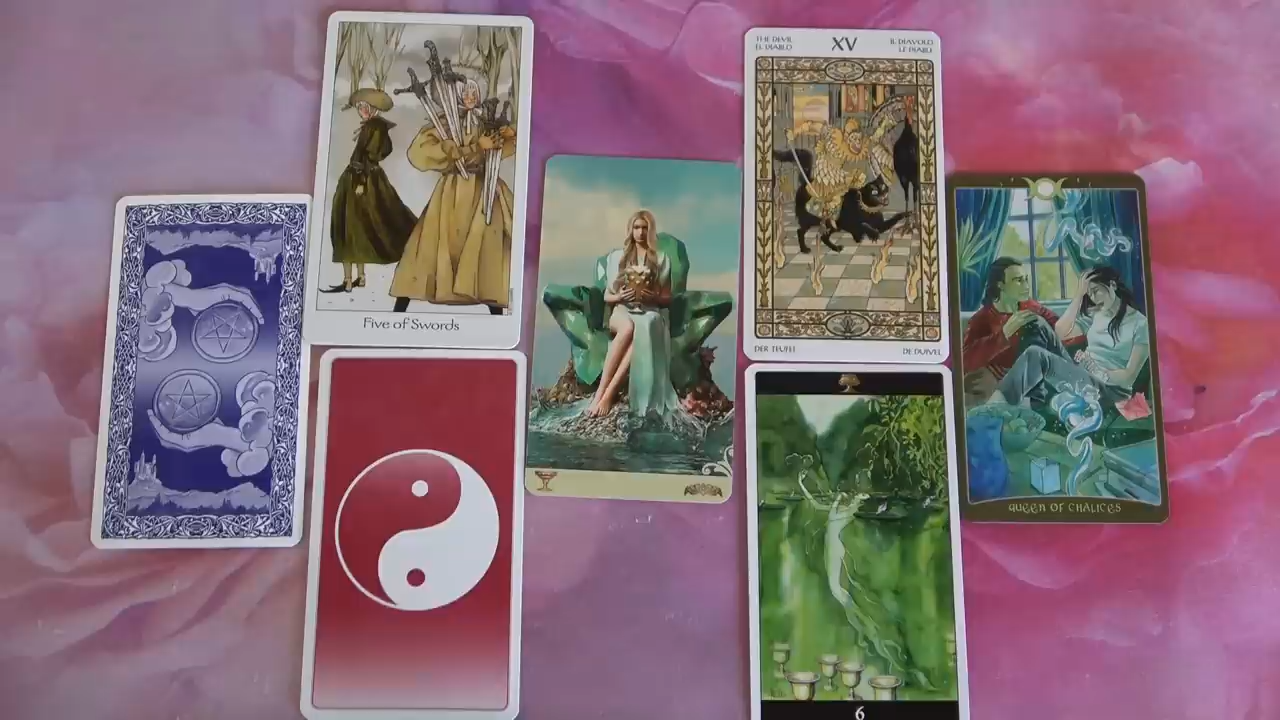 Five of Swords
THE DEVIL
EL DIABLO
XV
IL DIAVOLO
LE DIABLE
DER TEUFEL
DE DUIVEL
QUEEN OF CHALICES
6